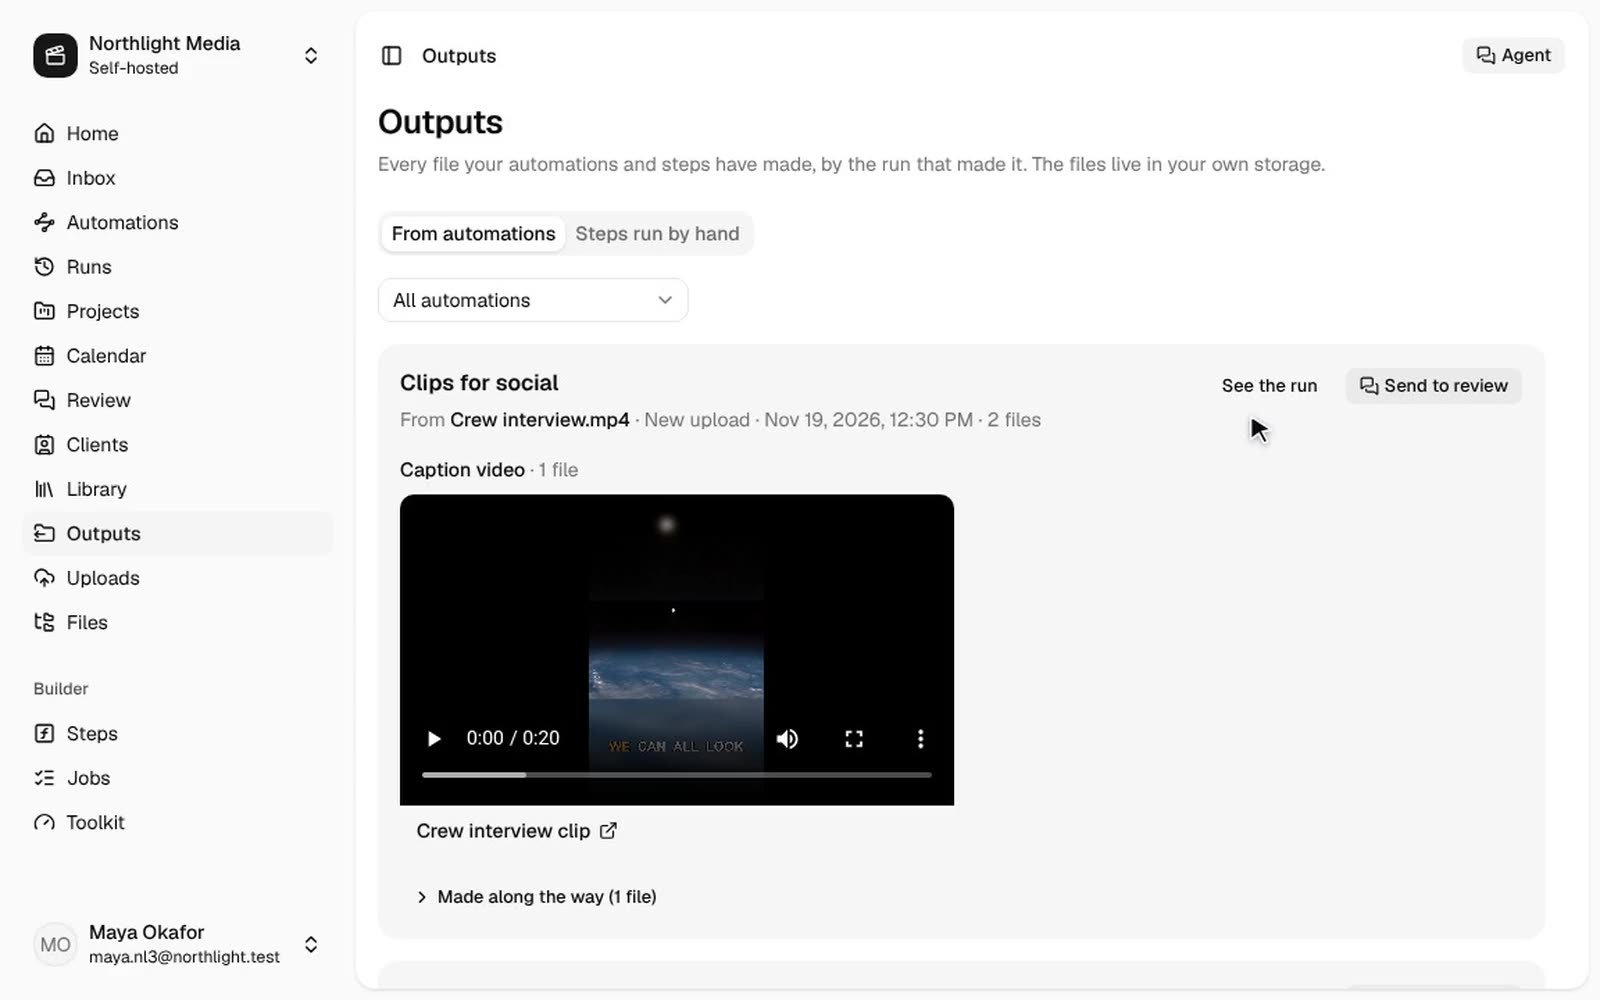 Northlight Media
Self-hosted
Home
Inbox
Automations
Runs
Projects
Calendar
Review
Clients
Library
Outputs
Uploads
Files
Builder
Steps
Jobs
Toolkit
MO
Maya Okafor
maya.nl3@northlight.test
Outputs
Agent
Outputs
Every file your automations and steps have made, by the run that made it. The files live in your own storage.
From automations
Steps run by hand
All automations
Clips for social
See the run
Send to review
From Crew interview.mp4 · New upload · Nov 19, 2026, 12:30 PM · 2 files
Caption video · 1 file
WE CAN ALL LOOK
0:00 / 0:20
Crew interview clip
Made along the way (1 file)